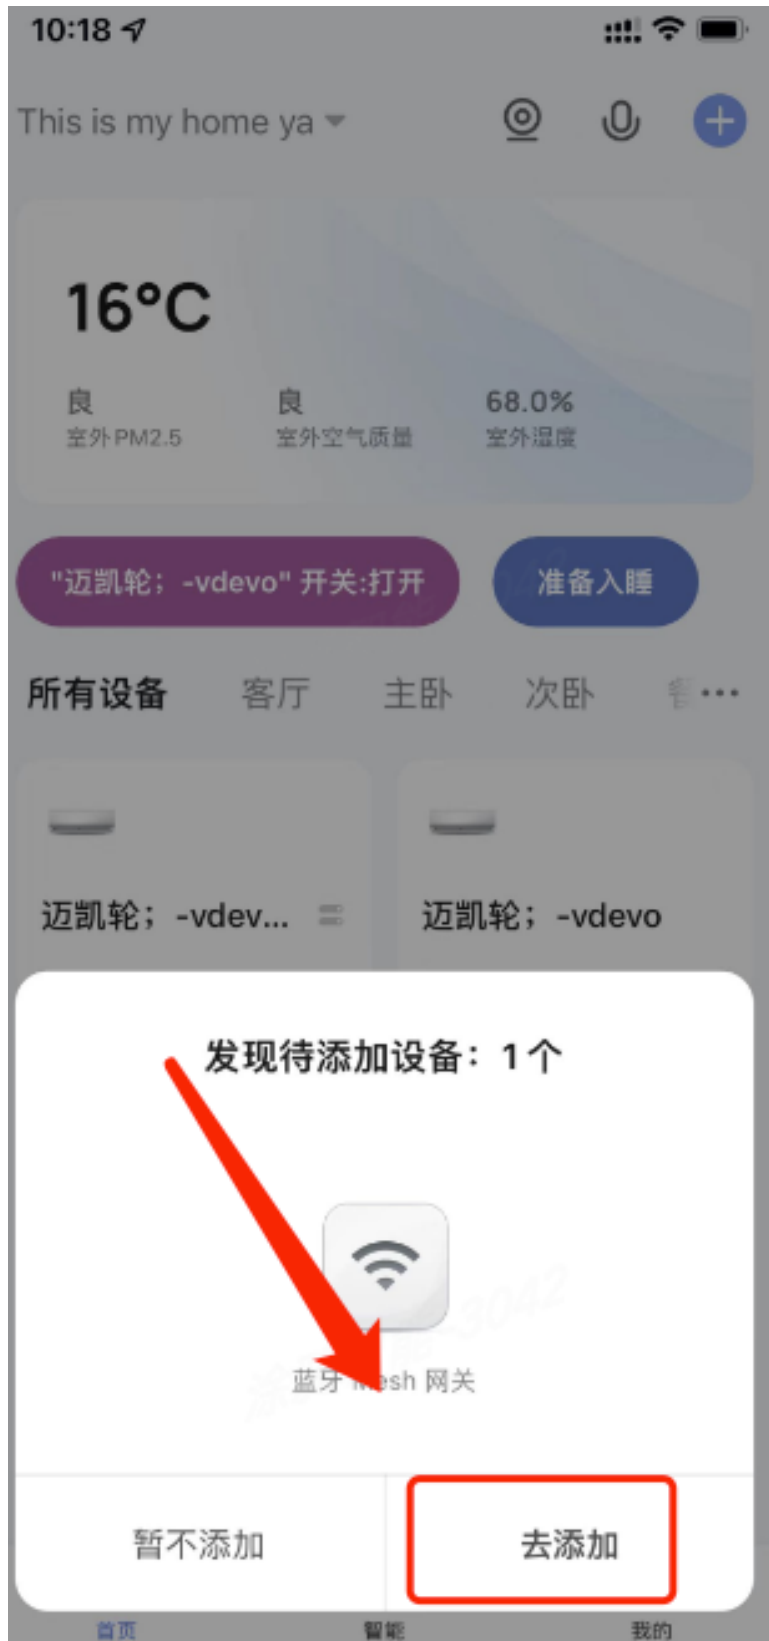 10:18
This is my home ya
16°C
良 良 68.0%
室外PM2.5 室外空气质量 室外湿度
"迈凯轮；-vdevo" 开关:打开 准备入睡
所有设备 客厅 主卧 次卧
迈凯轮；-vdev... 迈凯轮；-vdevo
发现待添加设备：1个
蓝牙 Mesh 网关
暂不添加 去添加
首页 智能 我的